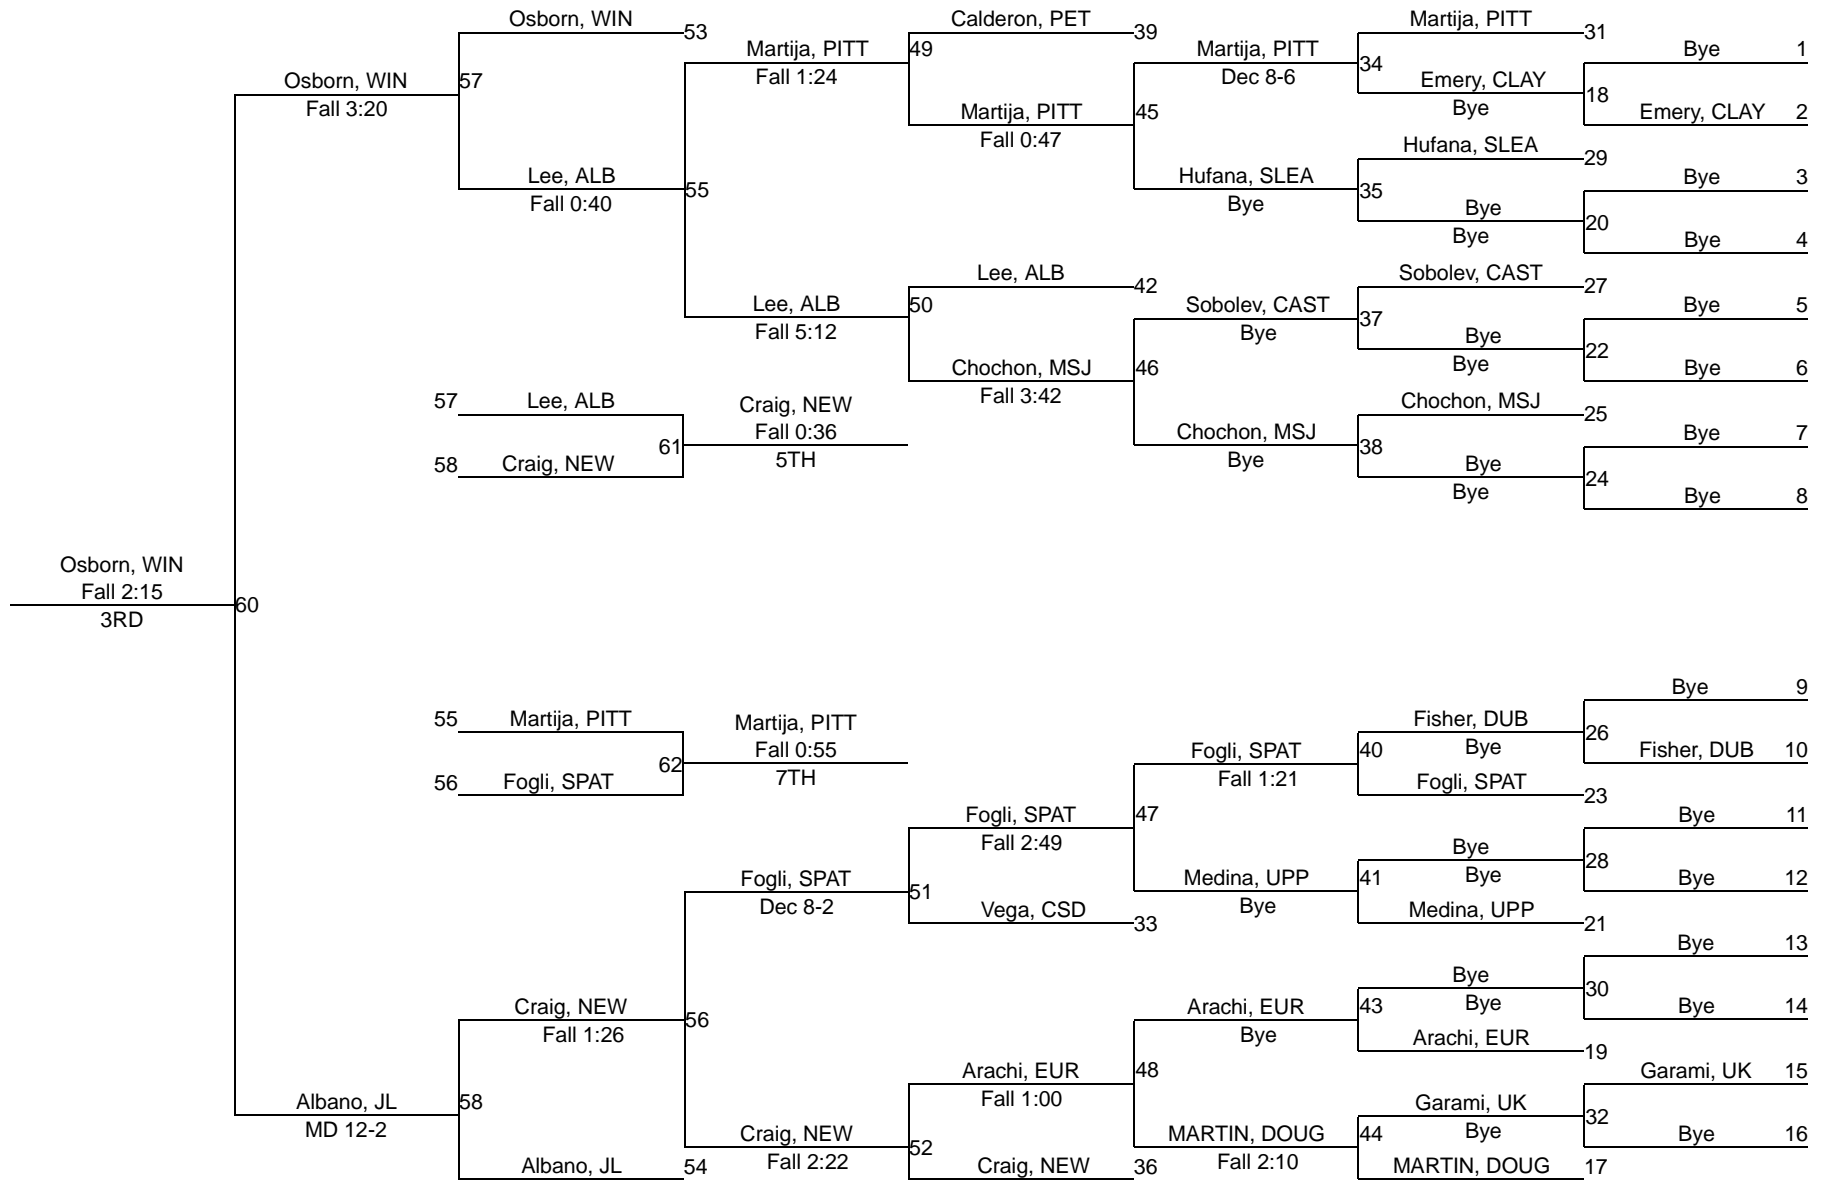 Osborn, WIN
53
57
Osborn, WIN
Fall 3:20
Lee, ALB
Fall 0:40
Martija, PITT
Fall 1:24
55
Lee, ALB
Fall 5:12
Calderon, PET
39
49
Martija, PITT
Fall 0:47
Lee, ALB
42
50
Chochon, MSJ
Fall 3:42
Martija, PITT
Dec 8-6
45
Hufana, SLEA
Bye
Sobolev, CAST
Bye
46
Chochon, MSJ
Bye
Martija, PITT
31
34
Emery, CLAY
Bye
Hufana, SLEA
29
35
Bye
Bye
Sobolev, CAST
27
37
Bye
Bye
Chochon, MSJ
25
38
Bye
Bye
Bye 1
18
Emery, CLAY 2
Bye 3
20
Bye 4
Bye 5
22
Bye 6
Bye 7
24
Bye 8
57 Lee, ALB
61
58 Craig, NEW
Craig, NEW
Fall 0:36
5TH
Osborn, WIN
Fall 2:15
3RD
60
55 Martija, PITT
62
56 Fogli, SPAT
Martija, PITT
Fall 0:55
7TH
Albano, JL
MD 12-2
58
Craig, NEW
Fall 1:26
Albano, JL
54
56
Fogli, SPAT
Dec 8-2
Craig, NEW
Fall 2:22
Fogli, SPAT
Fall 2:49
51
Vega, CSD
33
Arachi, EUR
Fall 1:00
52
Craig, NEW
36
Fogli, SPAT
Fall 1:21
47
Medina, UPP
Bye
Arachi, EUR
Bye
48
MARTIN, DOUG
Fall 2:10
Fisher, DUB
Bye
40
Fogli, SPAT
23
Bye
Bye
41
Medina, UPP
21
Bye
Bye
43
Arachi, EUR
19
Garami, UK
Bye
44
MARTIN, DOUG
17
Bye 9
26
Fisher, DUB 10
Bye 11
28
Bye 12
Bye 13
30
Bye 14
Garami, UK 15
32
Bye 16